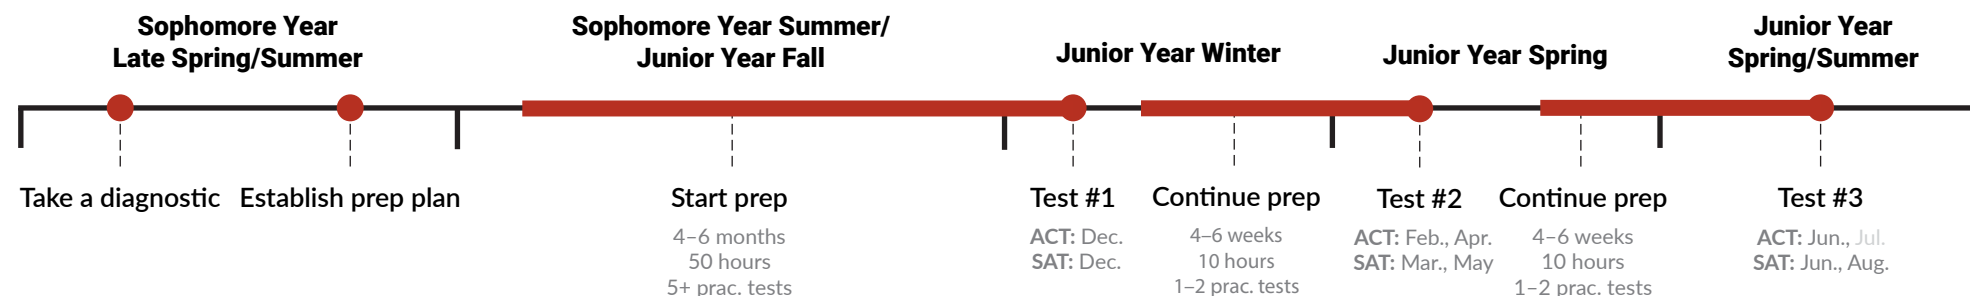 Sophomore Year
Late Spring/Summer
Sophomore Year Summer/
Junior Year Fall
Junior Year Winter
Junior Year Spring
Junior Year
Spring/Summer
Take a diagnostic
Establish prep plan
Start prep
4–6 months
50 hours
5+ prac. tests
Test #1
ACT: Dec.
SAT: Dec.
Continue prep
4–6 weeks
10 hours
1–2 prac. tests
Test #2
ACT: Feb., Apr.
SAT: Mar., May
Continue prep
4–6 weeks
10 hours
1–2 prac. tests
Test #3
ACT: Jun., Jul.
SAT: Jun., Aug.